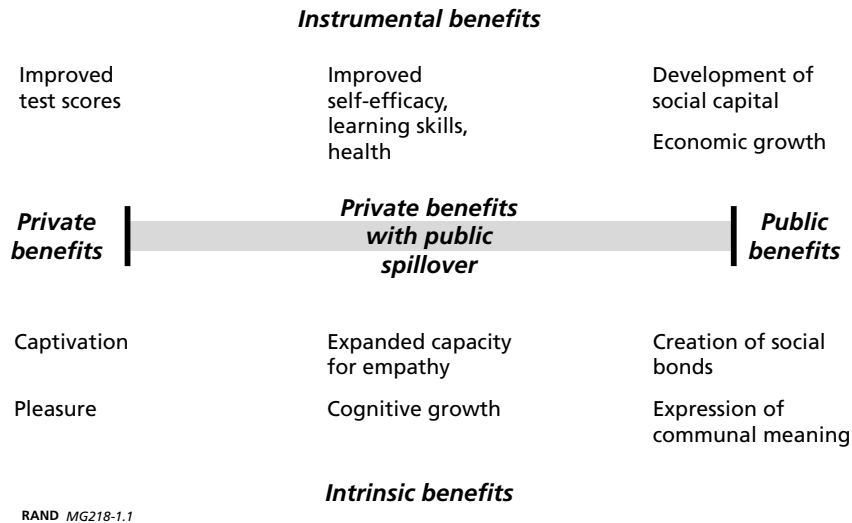 Instrumental benefits
Improved
test scores
Improved
self-efficacy,
learning skills,
health
Development of
social capital
Economic growth
Private
benefits
Private benefits
with public
spillover
Public
benefits
Captivation
Expanded capacity
for empathy
Creation of social
bonds
Pleasure
Cognitive growth
Expression of
communal meaning
Intrinsic benefits
RAND MG218-1.1